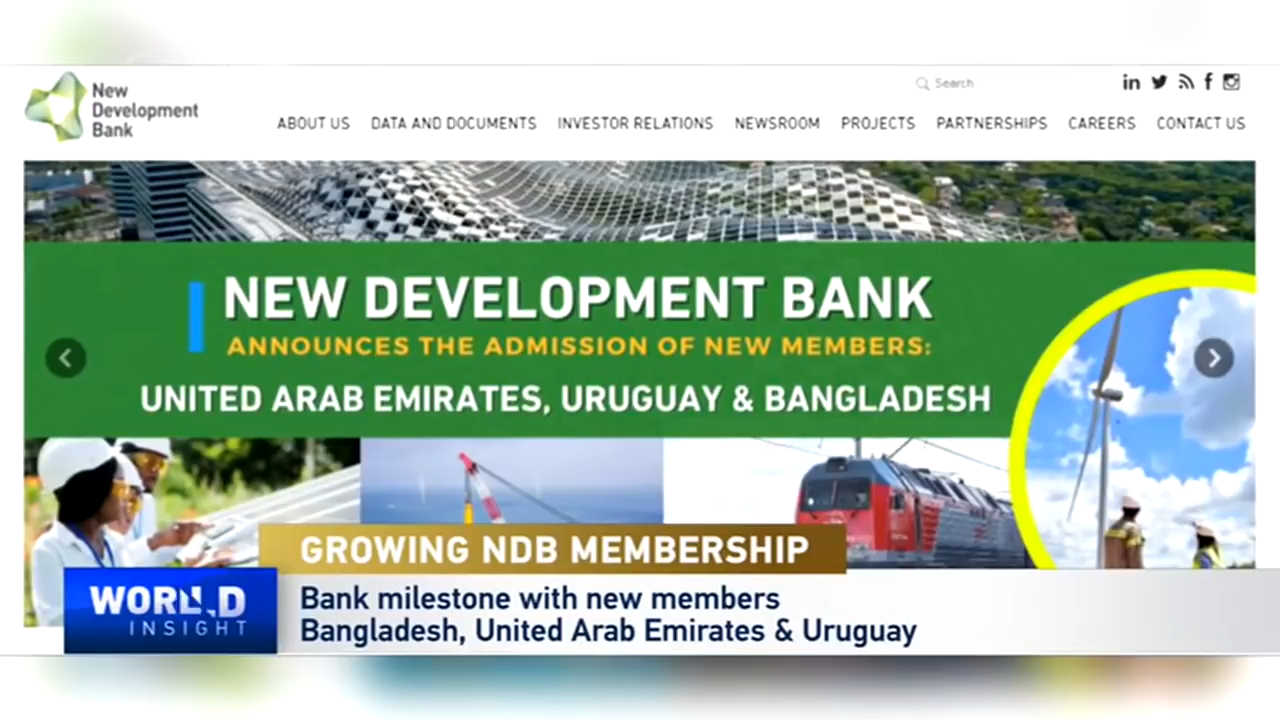 New
Development
Bank
Search
ABOUT US DATA AND DOCUMENTS INVESTOR RELATIONS NEWSROOM PROJECTS PARTNERSHIPS CAREERS CONTACT US
NEW DEVELOPMENT BANK
ANNOUNCES THE ADMISSION OF NEW MEMBERS:
UNITED ARAB EMIRATES, URUGUAY & BANGLADESH
GROWING NDB MEMBERSHIP
WORLD
INSIGHT
Bank milestone with new members
Bangladesh, United Arab Emirates & Uruguay